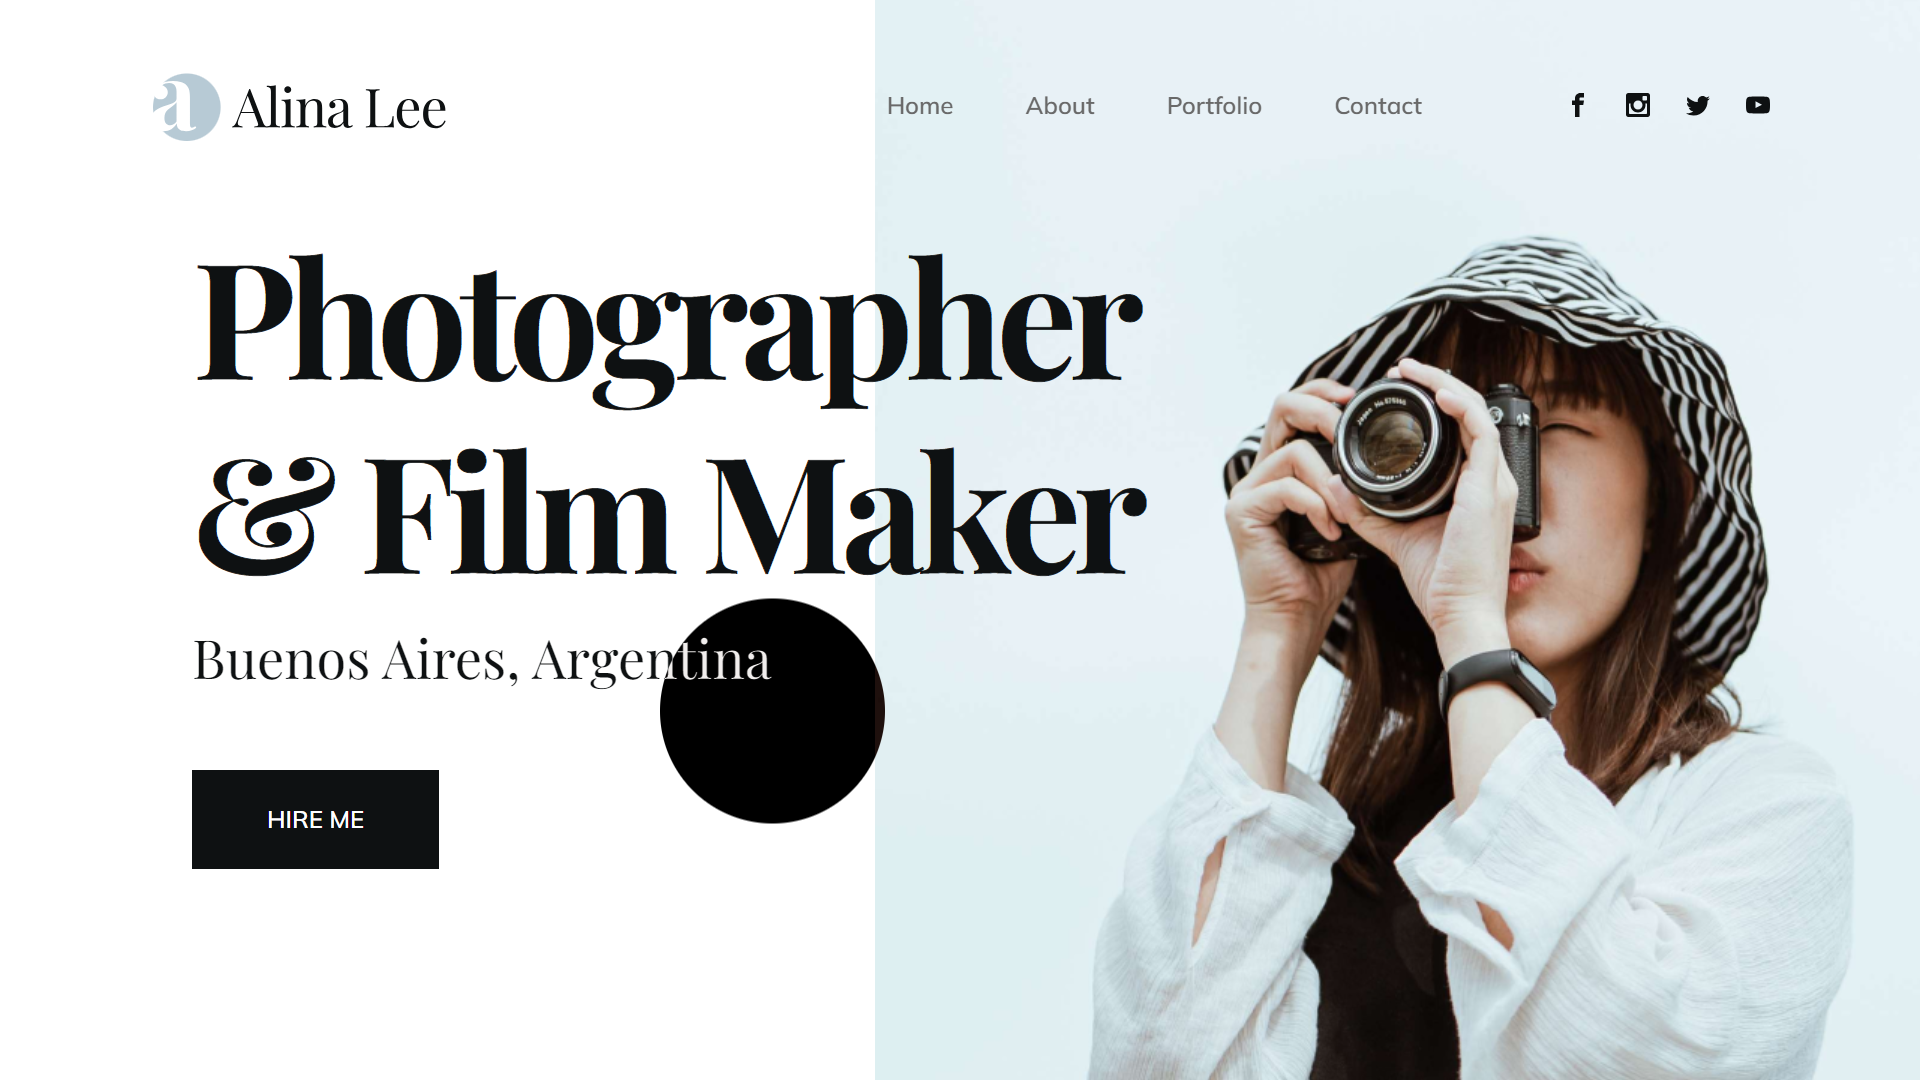 a Alina Lee
Home About Portfolio Contact
Photographer
& Film Maker
Buenos Aires, Argentina
HIRE ME